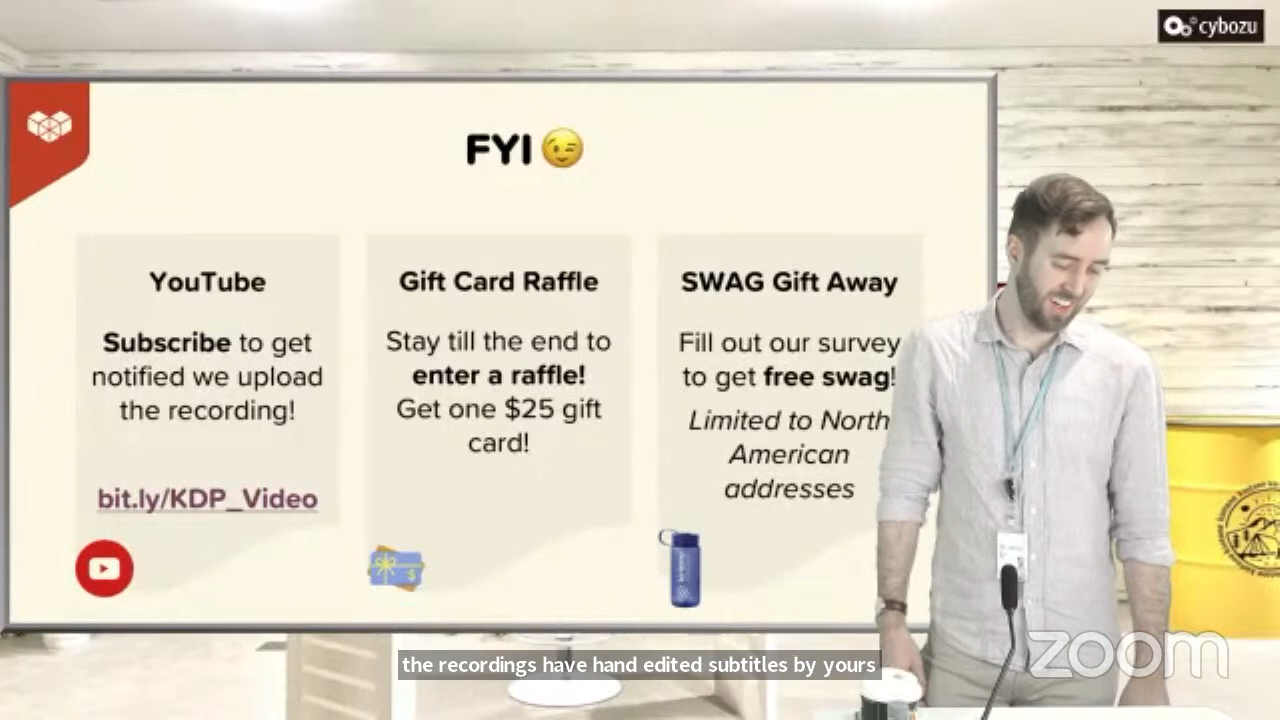 cybozu
FYI 😉
YouTube
Subscribe to get
notified we upload
the recording!
bit.ly/KDP_Video
Gift Card Raffle
Stay till the end to
enter a raffle!
Get one $25 gift
card!
SWAG Gift Away
Fill out our survey
to get free swag!
Limited to North
American
addresses
the recordings have hand edited subtitles by yours
zoom